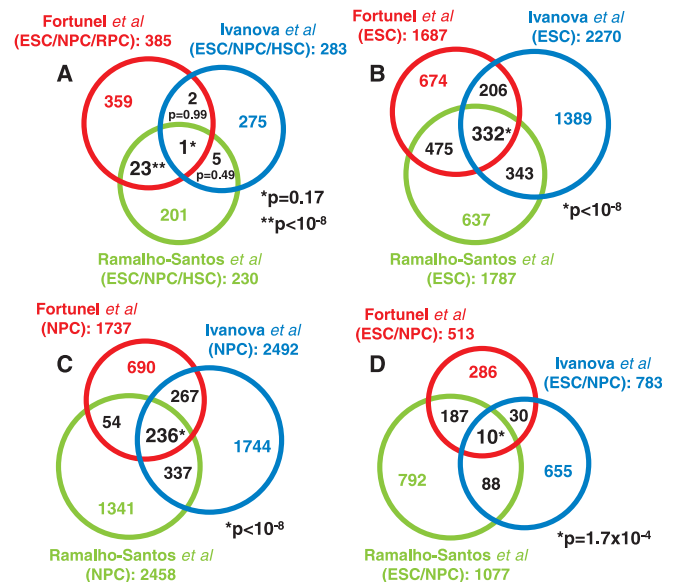 Fortunel et al
(ESC/NPC/RPC): 385
Ivanova et al
(ESC/NPC/HSC): 283
A
359
2
p=0.99
275
1*
23**
5
p=0.49
201
*p=0.17
**p<10-8
Ramalho-Santos et al
(ESC/NPC/HSC): 230
Fortunel et al
(ESC): 1687
Ivanova et al
(ESC): 2270
B
674
206
1389
332*
475
343
637
*p<10-8
Ramalho-Santos et al
(ESC): 1787
Fortunel et al
(NPC): 1737
Ivanova et al
(NPC): 2492
C
690
267
54
236*
1744
337
1341
*p<10-8
Ramalho-Santos et al
(NPC): 2458
Fortunel et al
(ESC/NPC): 513
Ivanova et al
(ESC/NPC): 783
D
286
187
30
10*
792
88
655
*p=1.7x10-4
Ramalho-Santos et al
(ESC/NPC): 1077